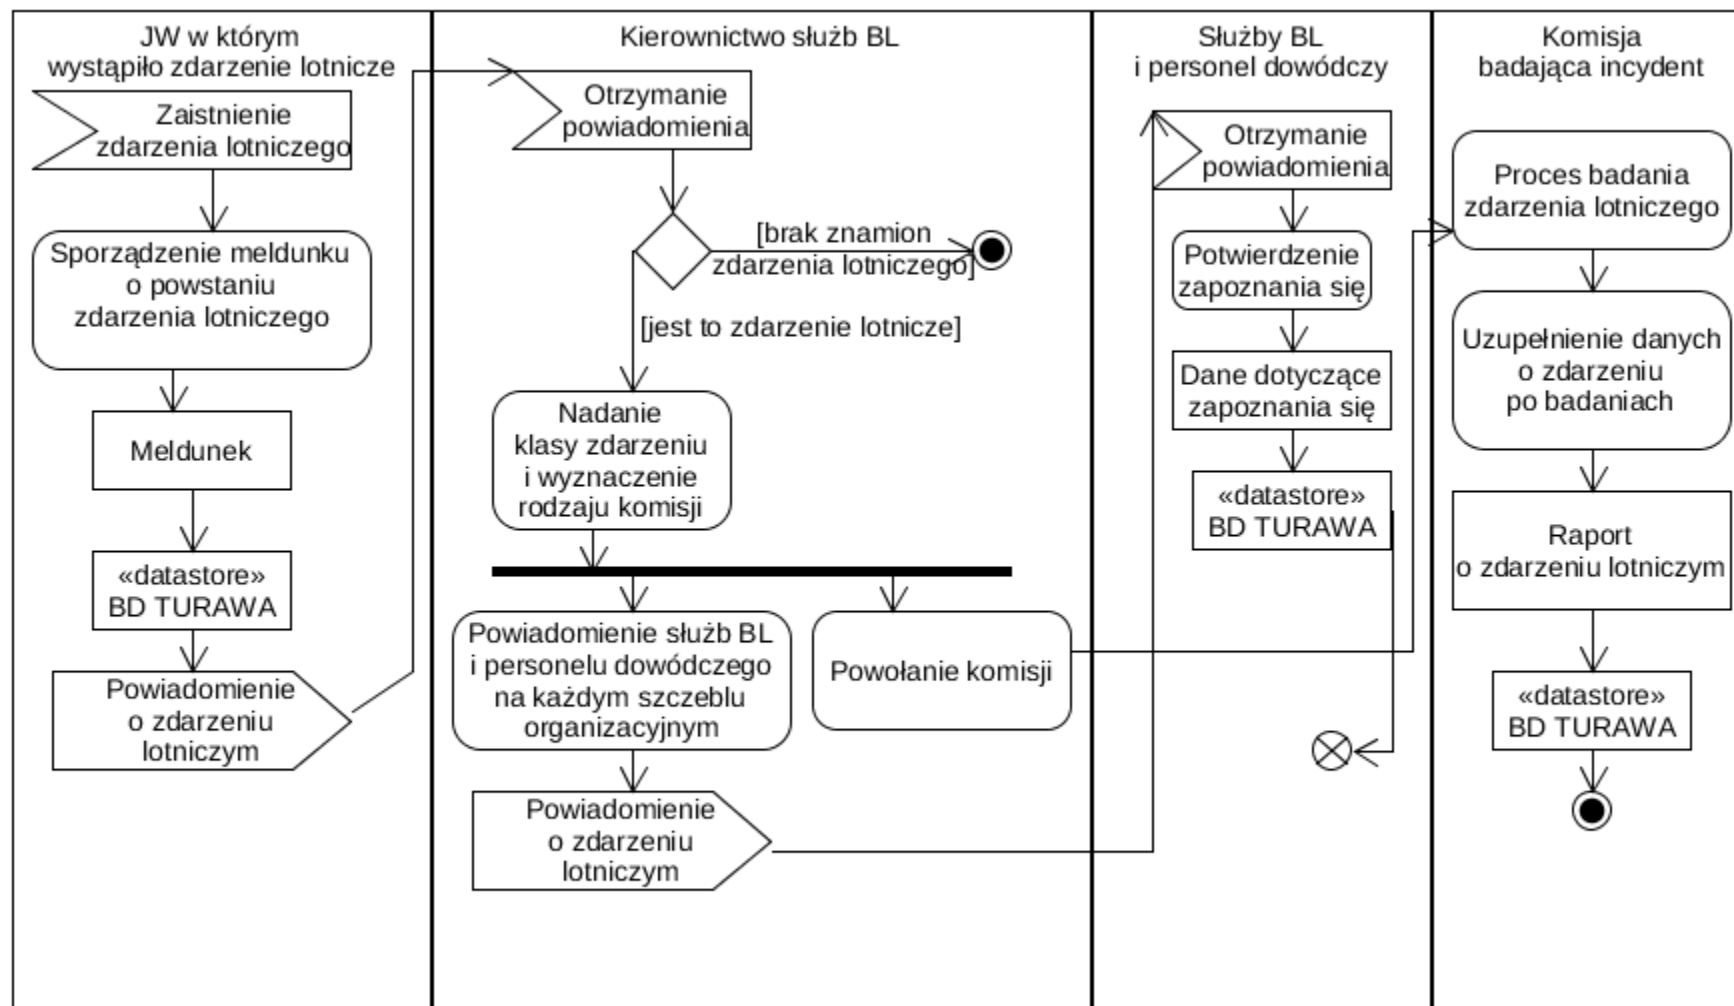 JW w którym
wystąpiło zdarzenie lotnicze
Zaistnienie
zdarzenia lotniczego
Sporządzenie meldunku
o powstaniu
zdarzenia lotniczego
Meldunek
«datastore»
BD TURAWA
Powiadomienie
o zdarzeniu
lotniczym
Kierownictwo służb BL
Otrzymanie
powiadomienia
[brak znamion
zdarzenia lotniczego]
[jest to zdarzenie lotnicze]
Nadanie
klasy zdarzeniu
i wyznaczenie
rodzaju komisji
Powiadomienie służb BL
i personelu dowódczego
na każdym szczeblu
organizacyjnym
Powołanie komisji
Powiadomienie
o zdarzeniu
lotniczym
Służby BL
i personel dowódczy
Otrzymanie
powiadomienia
Potwierdzenie
zapoznania się
Dane dotyczące
zapoznania się
«datastore»
BD TURAWA
Komisja
badająca incydent
Proces badania
zdarzenia lotniczego
Uzupełnienie danych
o zdarzeniu
po badaniach
Raport
o zdarzeniu lotniczym
«datastore»
BD TURAWA